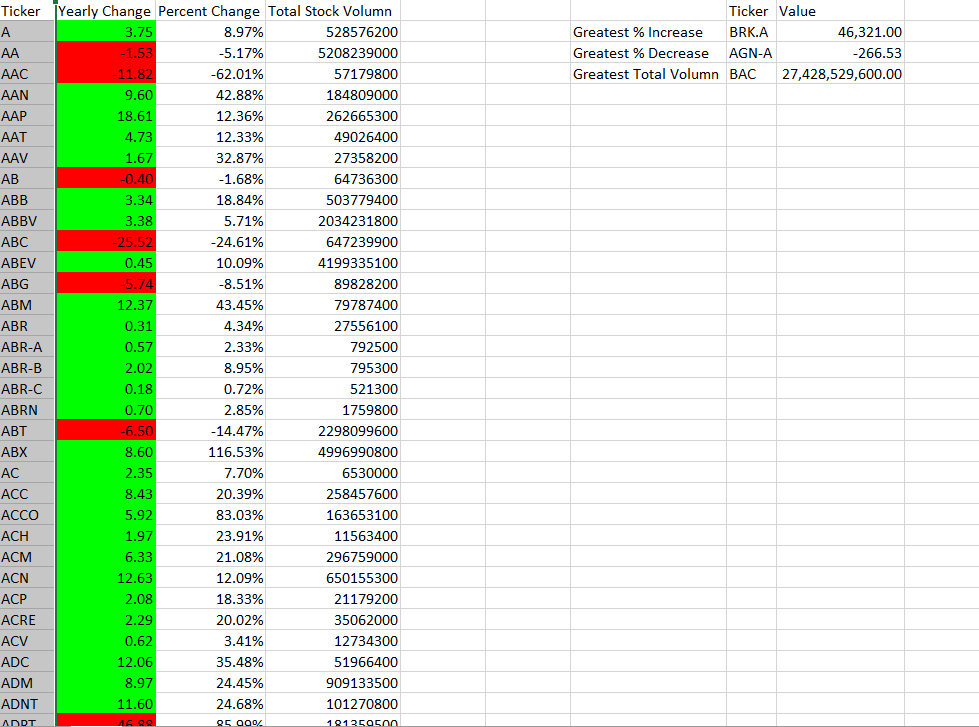 Ticker Yearly Change Percent Change Total Stock Volumn Ticker Value
A 3.75 8.97% 528576200 Greatest % Increase BRK.A 46,321.00
AA -1.53 -5.17% 5208239000 Greatest % Decrease AGN-A -266.53
AAC -11.82 -62.01% 57179800 Greatest Total Volumn BAC 27,428,529,600.00
AAN 9.60 42.88% 184809000
AAP 18.61 12.36% 262665300
AAT 4.73 12.33% 49026400
AAV 1.67 32.87% 27358200
AB -0.40 -1.68% 64736300
ABB 3.34 18.84% 503779400
ABBV 3.38 5.71% 2034231800
ABC -25.52 -24.61% 647239900
ABEV 0.45 10.09% 4199335100
ABG -5.74 -8.51% 89828200
ABM 12.37 43.45% 79787400
ABR 0.31 4.34% 27556100
ABR-A 0.57 2.33% 792500
ABR-B 2.02 8.95% 795300
ABR-C 0.18 0.72% 521300
ABRN 0.70 2.85% 1759800
ABT -6.50 -14.47% 2298099600
ABX 8.60 116.53% 4996990800
AC 2.35 7.70% 6530000
ACC 8.43 20.39% 258457600
ACCO 5.92 83.03% 163653100
ACH 1.97 23.91% 11563400
ACM 6.33 21.08% 296759000
ACN 12.63 12.09% 650155300
ACP 2.08 18.33% 21179200
ACRE 2.29 20.02% 35062000
ACV 0.62 3.41% 12734300
ADC 12.06 35.48% 51966400
ADM 8.97 24.45% 909133500
ADNT 11.60 24.68% 101270800